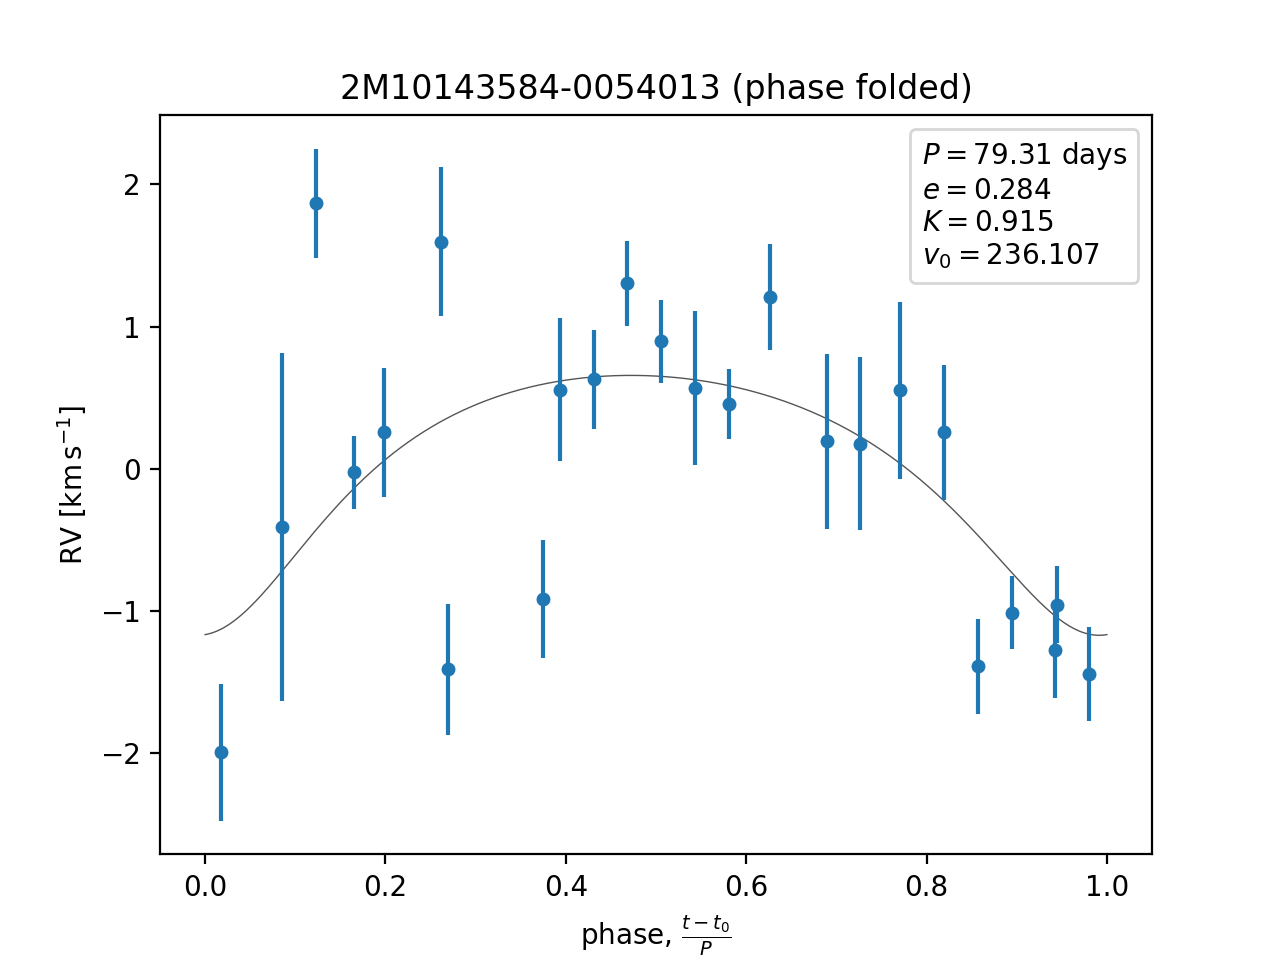 2M10143584-0054013 (phase folded)
P = 79.31 days
e = 0.284
K = 0.915
v₀ = 236.107
RV [km s⁻¹]
2
1
0
−1
−2
0.0 0.2 0.4 0.6 0.8 1.0
phase, (t − t₀)/P